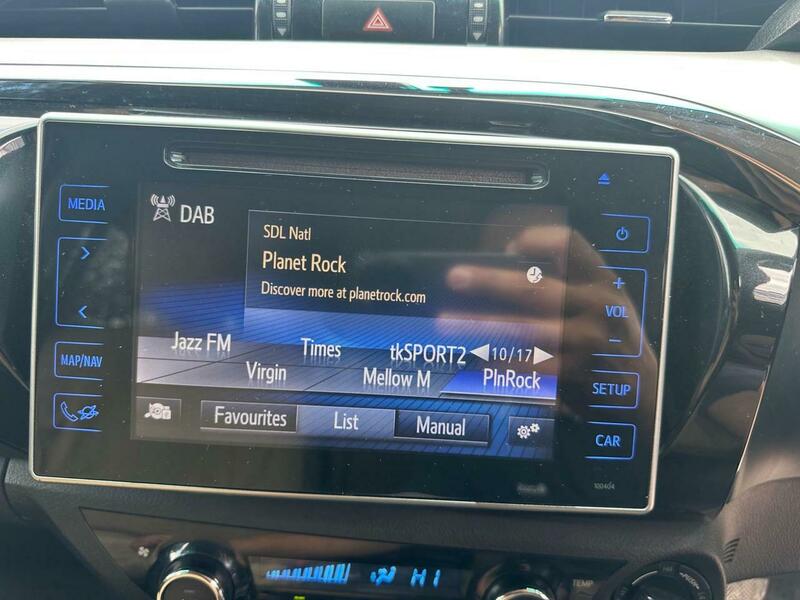 MEDIA
DAB
SDL Natl
Planet Rock
Discover more at planetrock.com
+
VOL
−
Jazz FM Times tkSPORT2 10/17
Virgin Mellow M PlnRock
MAP/NAV
SETUP
Favourites List Manual
CAR
100404
HI
TEMP